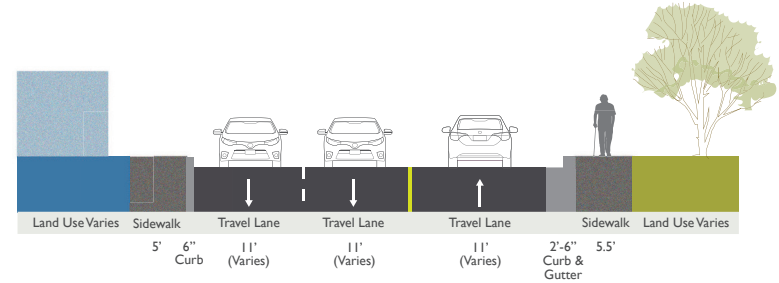 Land Use Varies Sidewalk Travel Lane Travel Lane Travel Lane Sidewalk Land Use Varies
5' 6" 11' 11' 11' 2'-6" 5.5'
Curb (Varies) (Varies) (Varies) Curb &
Gutter